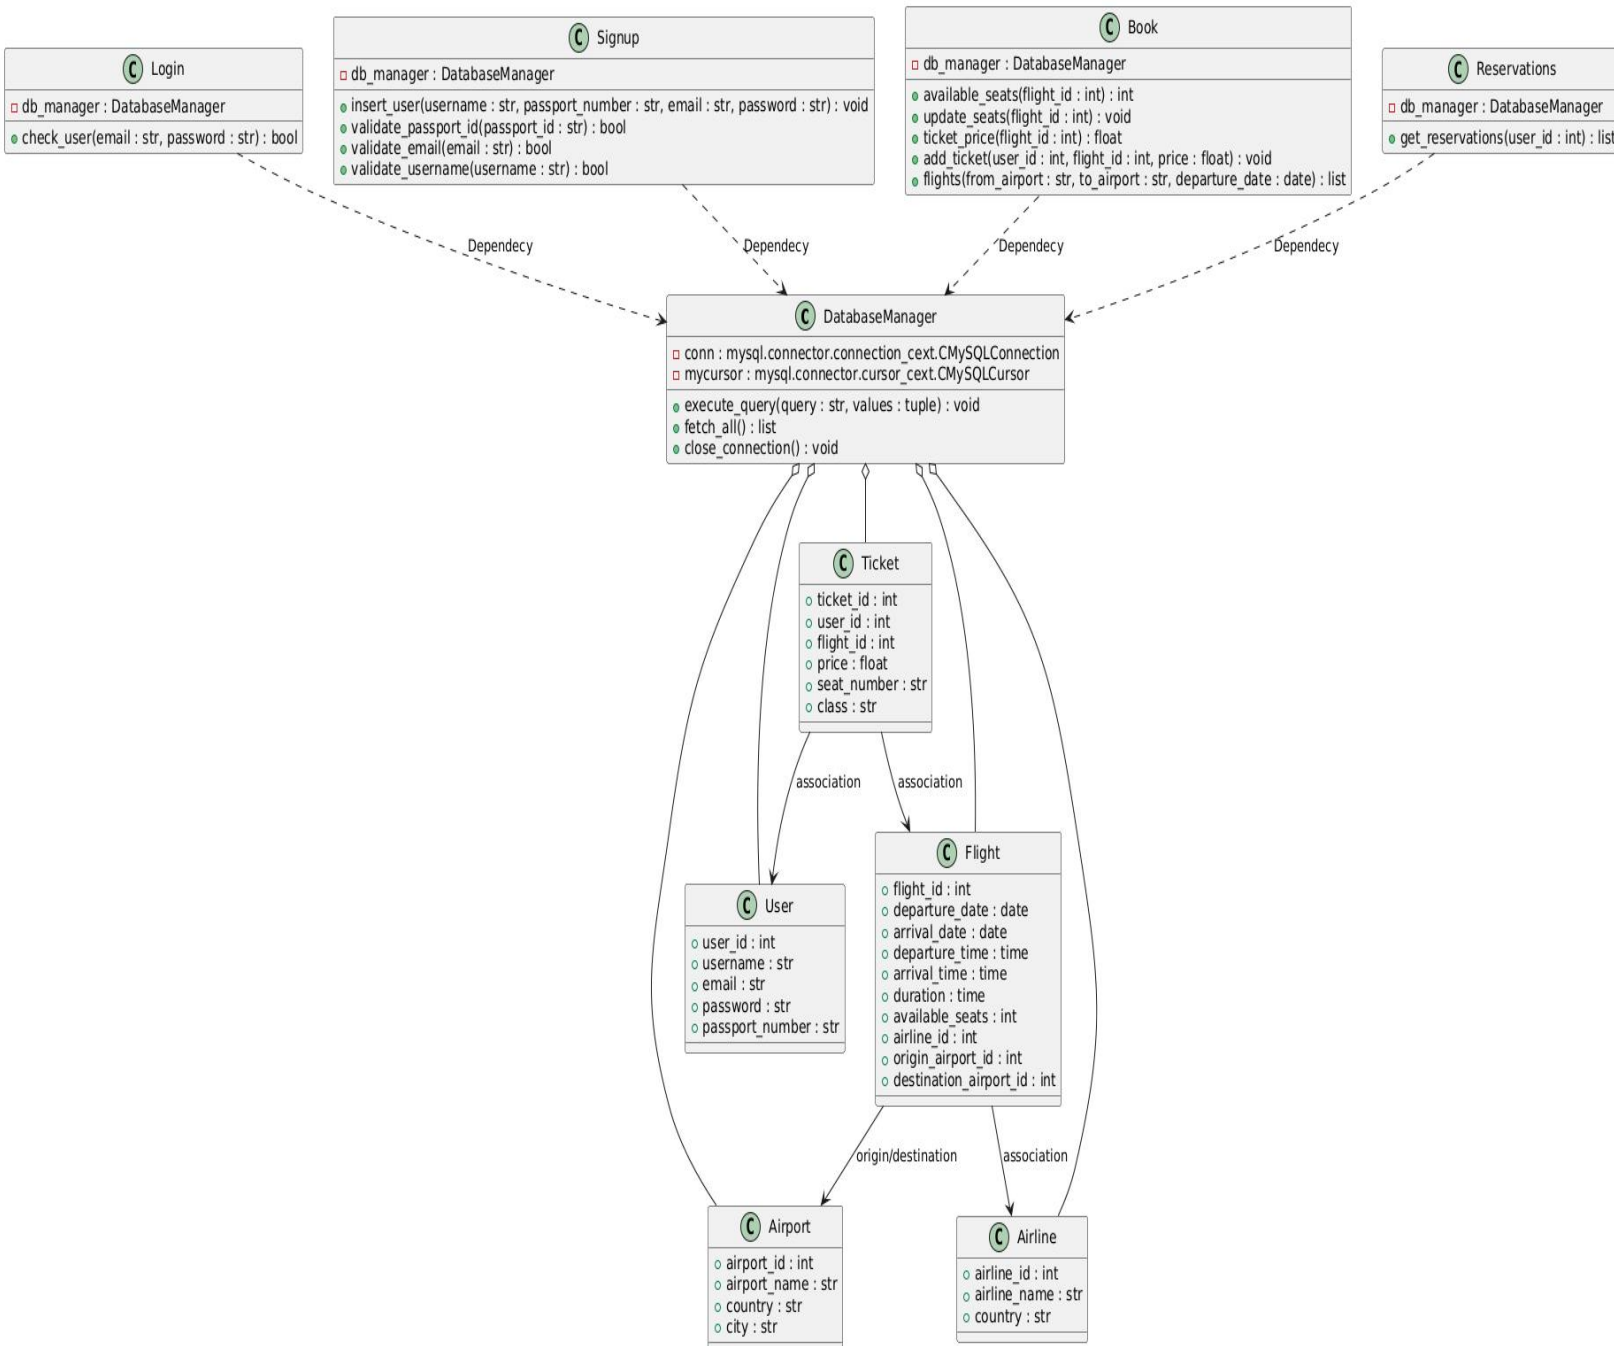 C Login
db_manager : DatabaseManager
check_user(email : str, password : str) : bool
C Signup
db_manager : DatabaseManager
insert_user(username : str, passport_number : str, email : str, password : str) : void
validate_passport_id(passport_id : str) : bool
validate_email(email : str) : bool
validate_username(username : str) : bool
C Book
db_manager : DatabaseManager
available_seats(flight_id : int) : int
update_seats(flight_id : int) : void
ticket_price(flight_id : int) : float
add_ticket(user_id : int, flight_id : int, price : float) : void
flights(from_airport : str, to_airport : str, departure_date : date) : list
C Reservations
db_manager : DatabaseManager
get_reservations(user_id : int) : list
Dependecy
Dependecy
Dependecy
Dependecy
C DatabaseManager
conn : mysql.connector.connection_cext.CMySQLConnection
mycursor : mysql.connector.cursor_cext.CMySQLCursor
execute_query(query : str, values : tuple) : void
fetch_all() : list
close_connection() : void
C Ticket
ticket_id : int
user_id : int
flight_id : int
price : float
seat_number : str
class : str
association
association
C User
user_id : int
username : str
email : str
password : str
passport_number : str
C Flight
flight_id : int
departure_date : date
arrival_date : date
departure_time : time
arrival_time : time
duration : time
available_seats : int
airline_id : int
origin_airport_id : int
destination_airport_id : int
origin/destination
association
C Airport
airport_id : int
airport_name : str
country : str
city : str
C Airline
airline_id : int
airline_name : str
country : str